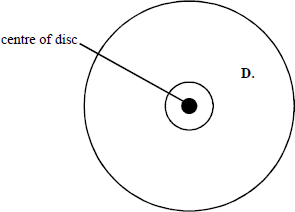 centre of disc
D.